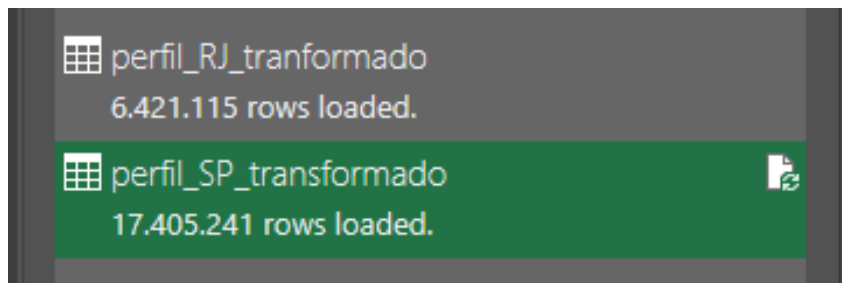 perfil_RJ_tranformado
6.421.115 rows loaded.
perfil_SP_transformado
17.405.241 rows loaded.